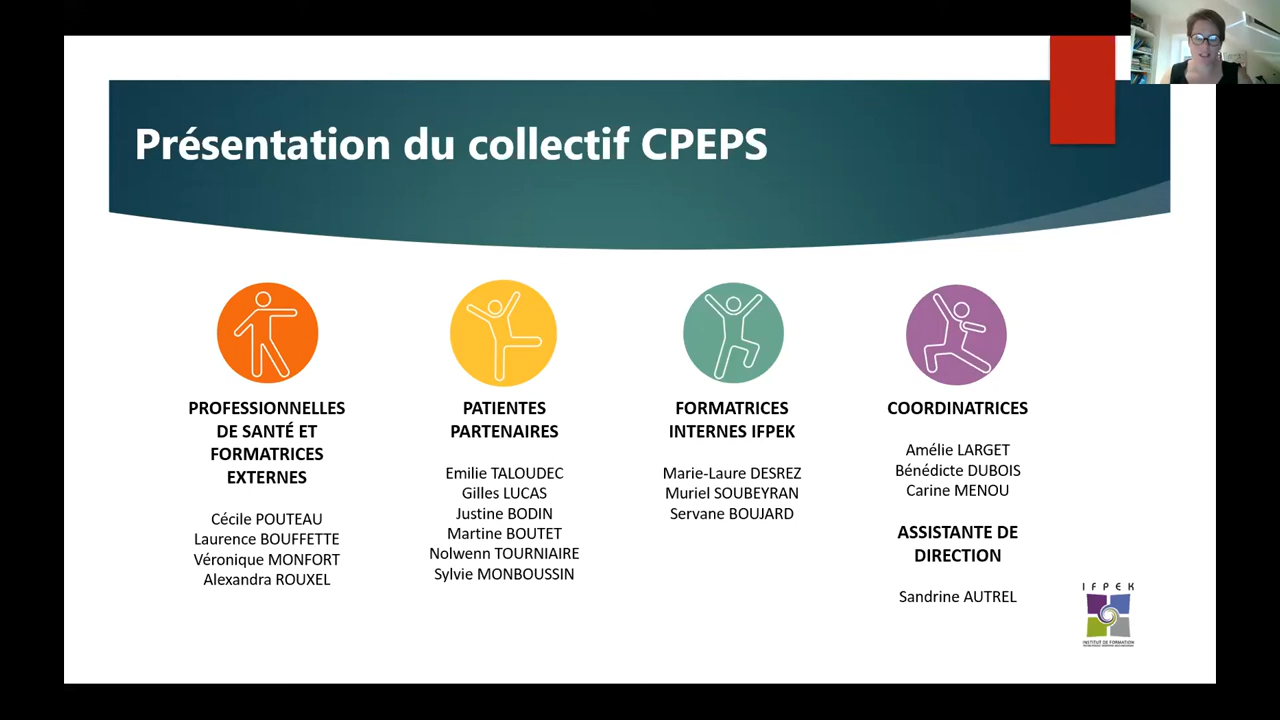 Présentation du collectif CPEPS
PROFESSIONNELLES
DE SANTÉ ET
FORMATRICES
EXTERNES
Cécile POUTEAU
Laurence BOUFFETTE
Véronique MONFORT
Alexandra ROUXEL
PATIENTES
PARTENAIRES
Emilie TALOUDEC
Gilles LUCAS
Justine BODIN
Martine BOUTET
Nolwenn TOURNIAIRE
Sylvie MONBOUSSIN
FORMATRICES
INTERNES IFPEK
Marie-Laure DESREZ
Muriel SOUBEYRAN
Servane BOUJARD
COORDINATRICES
Amélie LARGET
Bénédicte DUBOIS
Carine MENOU
ASSISTANTE DE
DIRECTION
Sandrine AUTREL
IFPEK
INSTITUT DE FORMATION